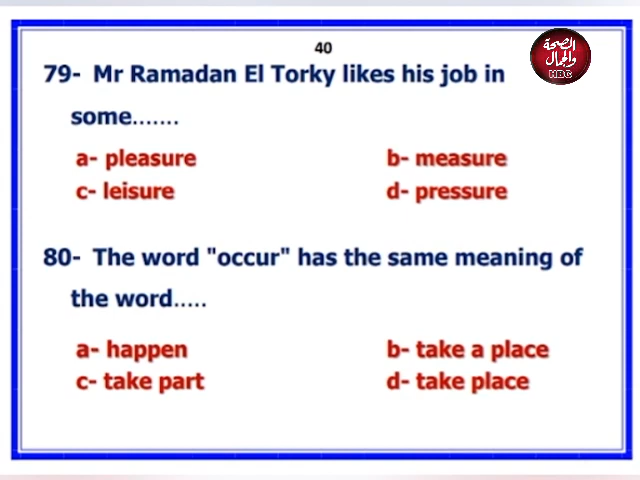 40
الصحة
والجمال
HBC
79- Mr Ramadan El Torky likes his job in
some.......
a- pleasure b- measure
c- leisure d- pressure
80- The word "occur" has the same meaning of
the word.....
a- happen b- take a place
c- take part d- take place